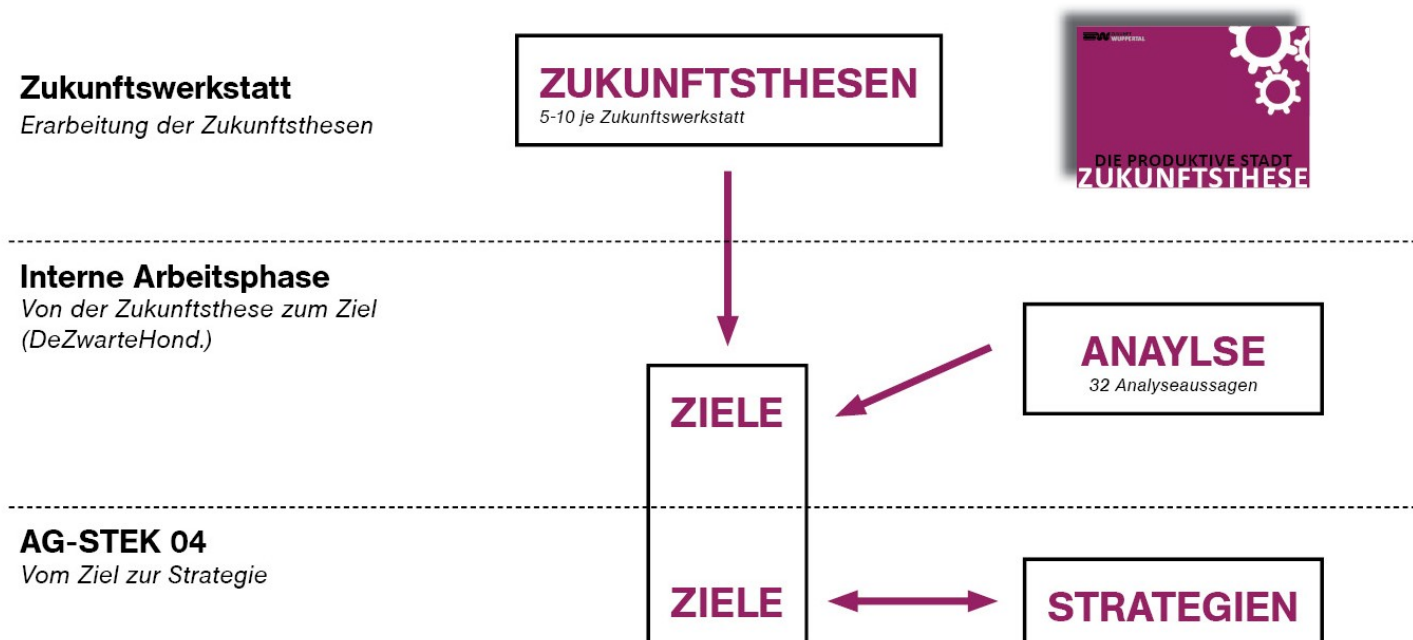 Zukunftswerkstatt
Erarbeitung der Zukunftsthesen
ZUKUNFTSTHESEN
5-10 je Zukunftswerkstatt
WUPPERTAL
DIE PRODUKTIVE STADT
ZUKUNFTSTHESE
Interne Arbeitsphase
Von der Zukunftsthese zum Ziel
(DeZwarteHond.)
ANAYLSE
32 Analyseaussagen
ZIELE
AG-STEK 04
Vom Ziel zur Strategie
ZIELE
STRATEGIEN